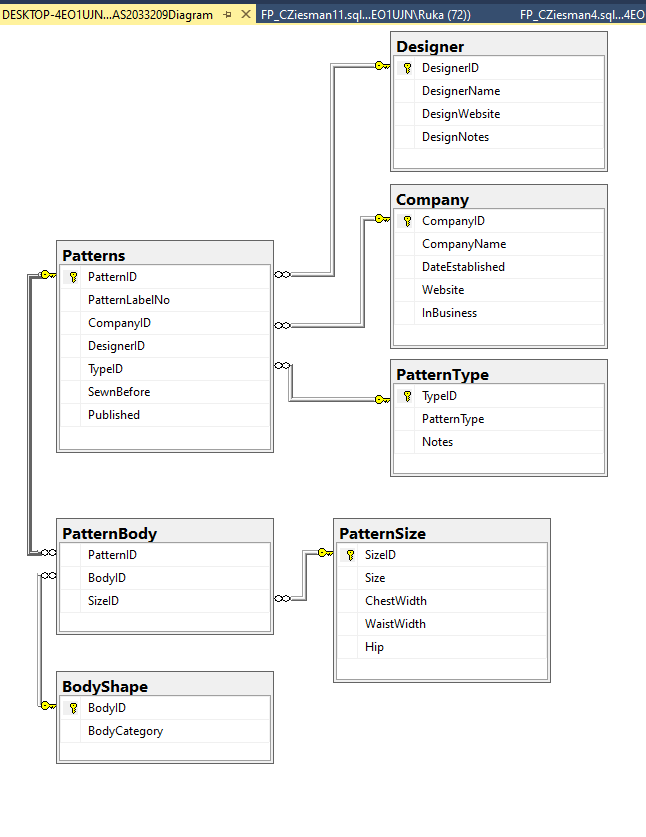 DESKTOP-4EO1UJN...AS2033209Diagram
FP_CZiesman11.sql...EO1UJN\Ruka (72))
FP_CZiesman4.sql...4EO
Designer
DesignerID
DesignerName
DesignWebsite
DesignNotes
Company
CompanyID
CompanyName
DateEstablished
Website
InBusiness
Patterns
PatternID
PatternLabelNo
CompanyID
DesignerID
TypeID
SewnBefore
Published
PatternType
TypeID
PatternType
Notes
PatternBody
PatternID
BodyID
SizeID
PatternSize
SizeID
Size
ChestWidth
WaistWidth
Hip
BodyShape
BodyID
BodyCategory